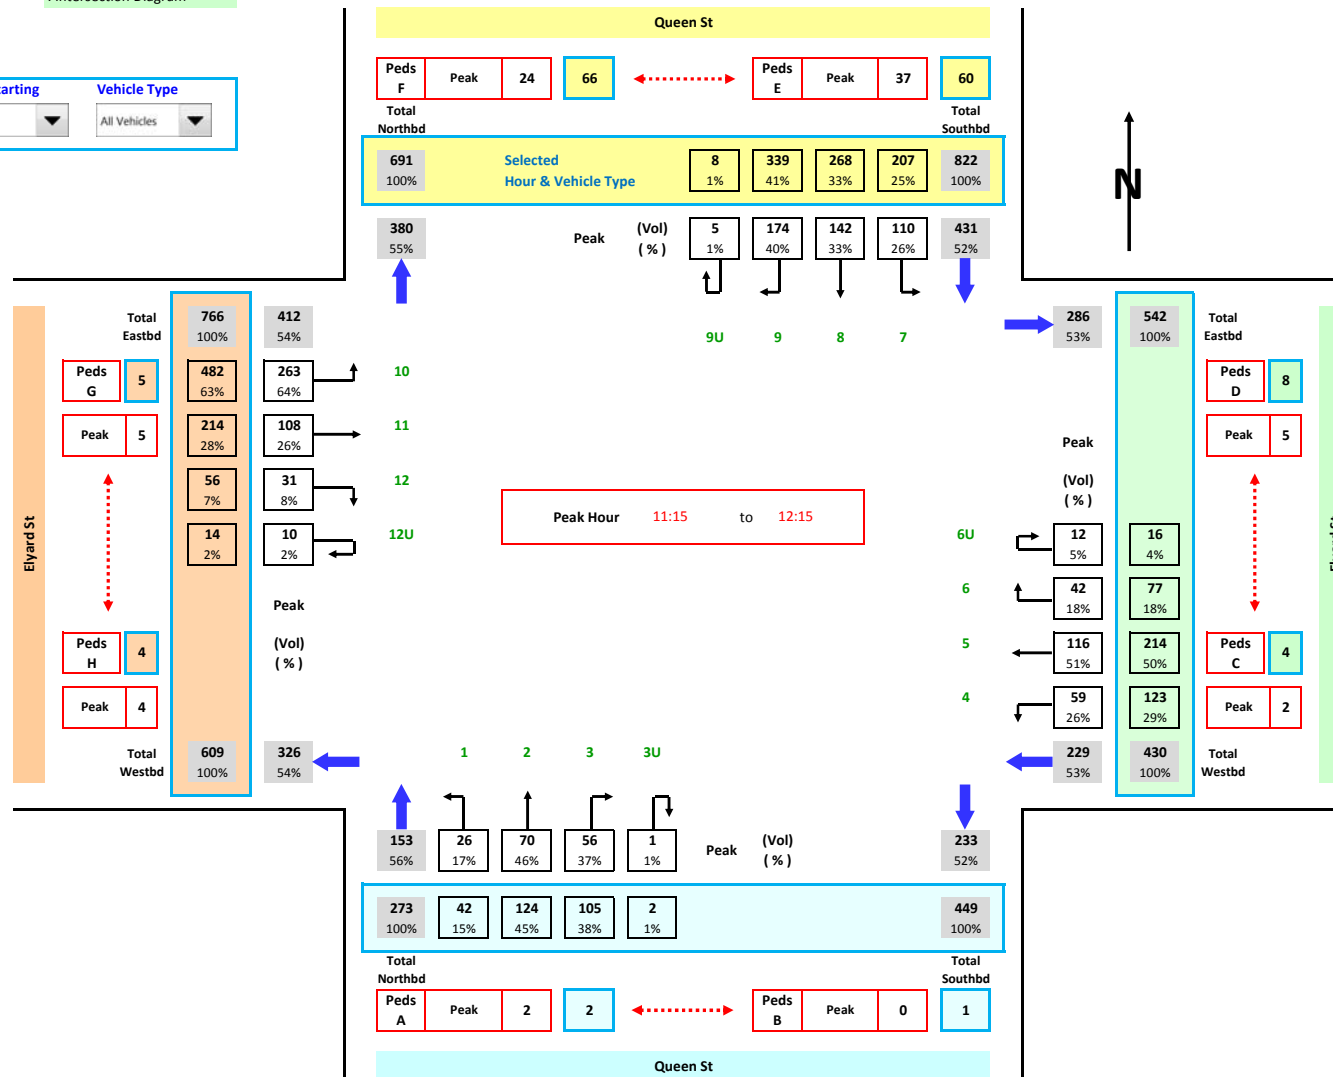 Intersection Diagram
Queen St
Peds F Peak 24 66
Peds E Peak 37 60
Total Northbd
Total Southbd
arting Vehicle Type
All Vehicles
N
691 100%
Selected Hour & Vehicle Type
8 1%
339 41%
268 33%
207 25%
822 100%
380 55%
Peak (Vol) ( % )
5 1%
174 40%
142 33%
110 26%
431 52%
9U 9 8 7
Total Eastbd
766 100%
412 54%
286 53%
542 100%
Total Eastbd
Peds G 5
482 63%
263 64%
10
Peds D 8
Peak 5
214 28%
108 26%
11
Peak
Peak 5
56 7%
31 8%
12
(Vol) ( % )
Elyard St
Peak Hour 11:15 to 12:15
14 2%
10 2%
12U
6U
12 5%
16 4%
Elyard St
Peak
(Vol) ( % )
6
42 18%
77 18%
Peds H 4
5
116 51%
214 50%
Peds C 4
Peak 4
4
59 26%
123 29%
Peak 2
Total Westbd
609 100%
326 54%
1 2 3 3U
229 53%
430 100%
Total Westbd
153 56%
26 17%
70 46%
56 37%
1 1%
Peak (Vol) ( % )
233 52%
273 100%
42 15%
124 45%
105 38%
2 1%
449 100%
Total Northbd
Total Southbd
Peds A Peak 2 2
Peds B Peak 0 1
Queen St